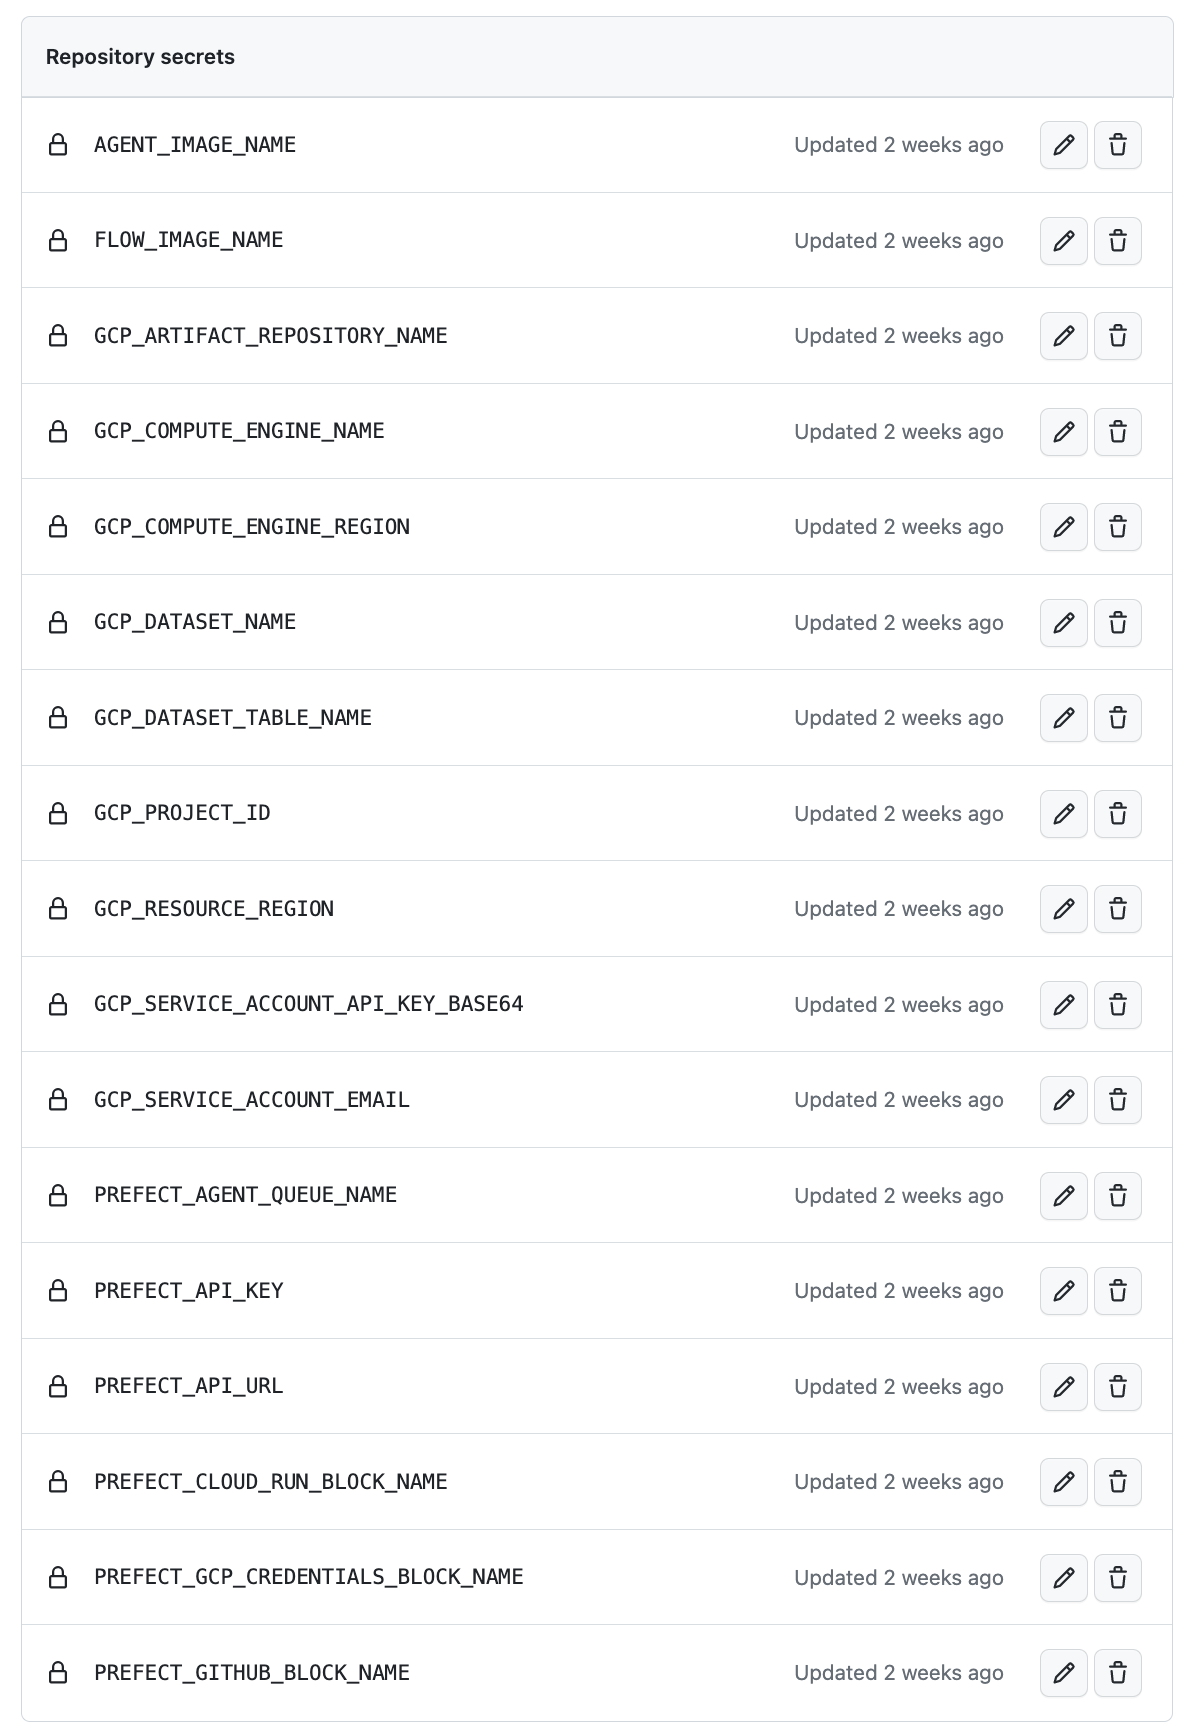 Repository secrets
AGENT_IMAGE_NAME Updated 2 weeks ago
FLOW_IMAGE_NAME Updated 2 weeks ago
GCP_ARTIFACT_REPOSITORY_NAME Updated 2 weeks ago
GCP_COMPUTE_ENGINE_NAME Updated 2 weeks ago
GCP_COMPUTE_ENGINE_REGION Updated 2 weeks ago
GCP_DATASET_NAME Updated 2 weeks ago
GCP_DATASET_TABLE_NAME Updated 2 weeks ago
GCP_PROJECT_ID Updated 2 weeks ago
GCP_RESOURCE_REGION Updated 2 weeks ago
GCP_SERVICE_ACCOUNT_API_KEY_BASE64 Updated 2 weeks ago
GCP_SERVICE_ACCOUNT_EMAIL Updated 2 weeks ago
PREFECT_AGENT_QUEUE_NAME Updated 2 weeks ago
PREFECT_API_KEY Updated 2 weeks ago
PREFECT_API_URL Updated 2 weeks ago
PREFECT_CLOUD_RUN_BLOCK_NAME Updated 2 weeks ago
PREFECT_GCP_CREDENTIALS_BLOCK_NAME Updated 2 weeks ago
PREFECT_GITHUB_BLOCK_NAME Updated 2 weeks ago